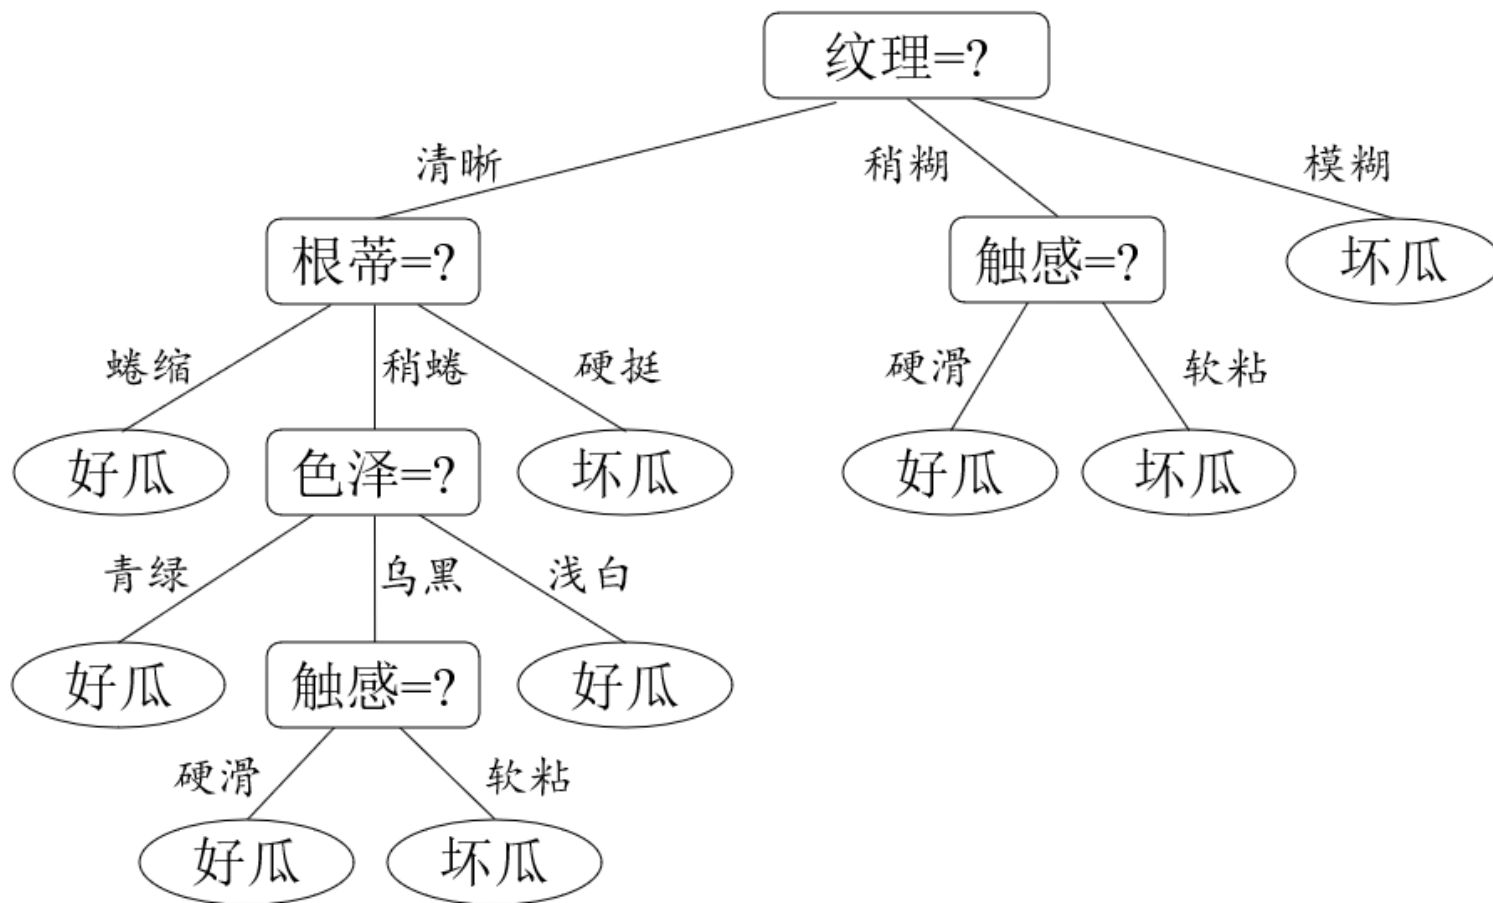 纹理=?
清晰 稍糊 模糊
根蒂=? 触感=? 坏瓜
蜷缩 稍蜷 硬挺 硬滑 软粘
好瓜 色泽=? 坏瓜 好瓜 坏瓜
青绿 乌黑 浅白
好瓜 触感=? 好瓜
硬滑 软粘
好瓜 坏瓜